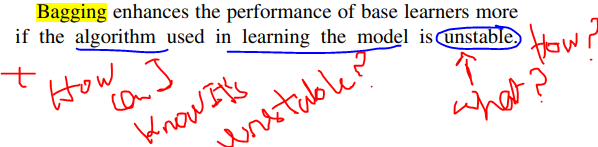 Bagging enhances the performance of base learners more
if the algorithm used in learning the model is unstable.
How?
what?
+ How can I
know It's
unstable?